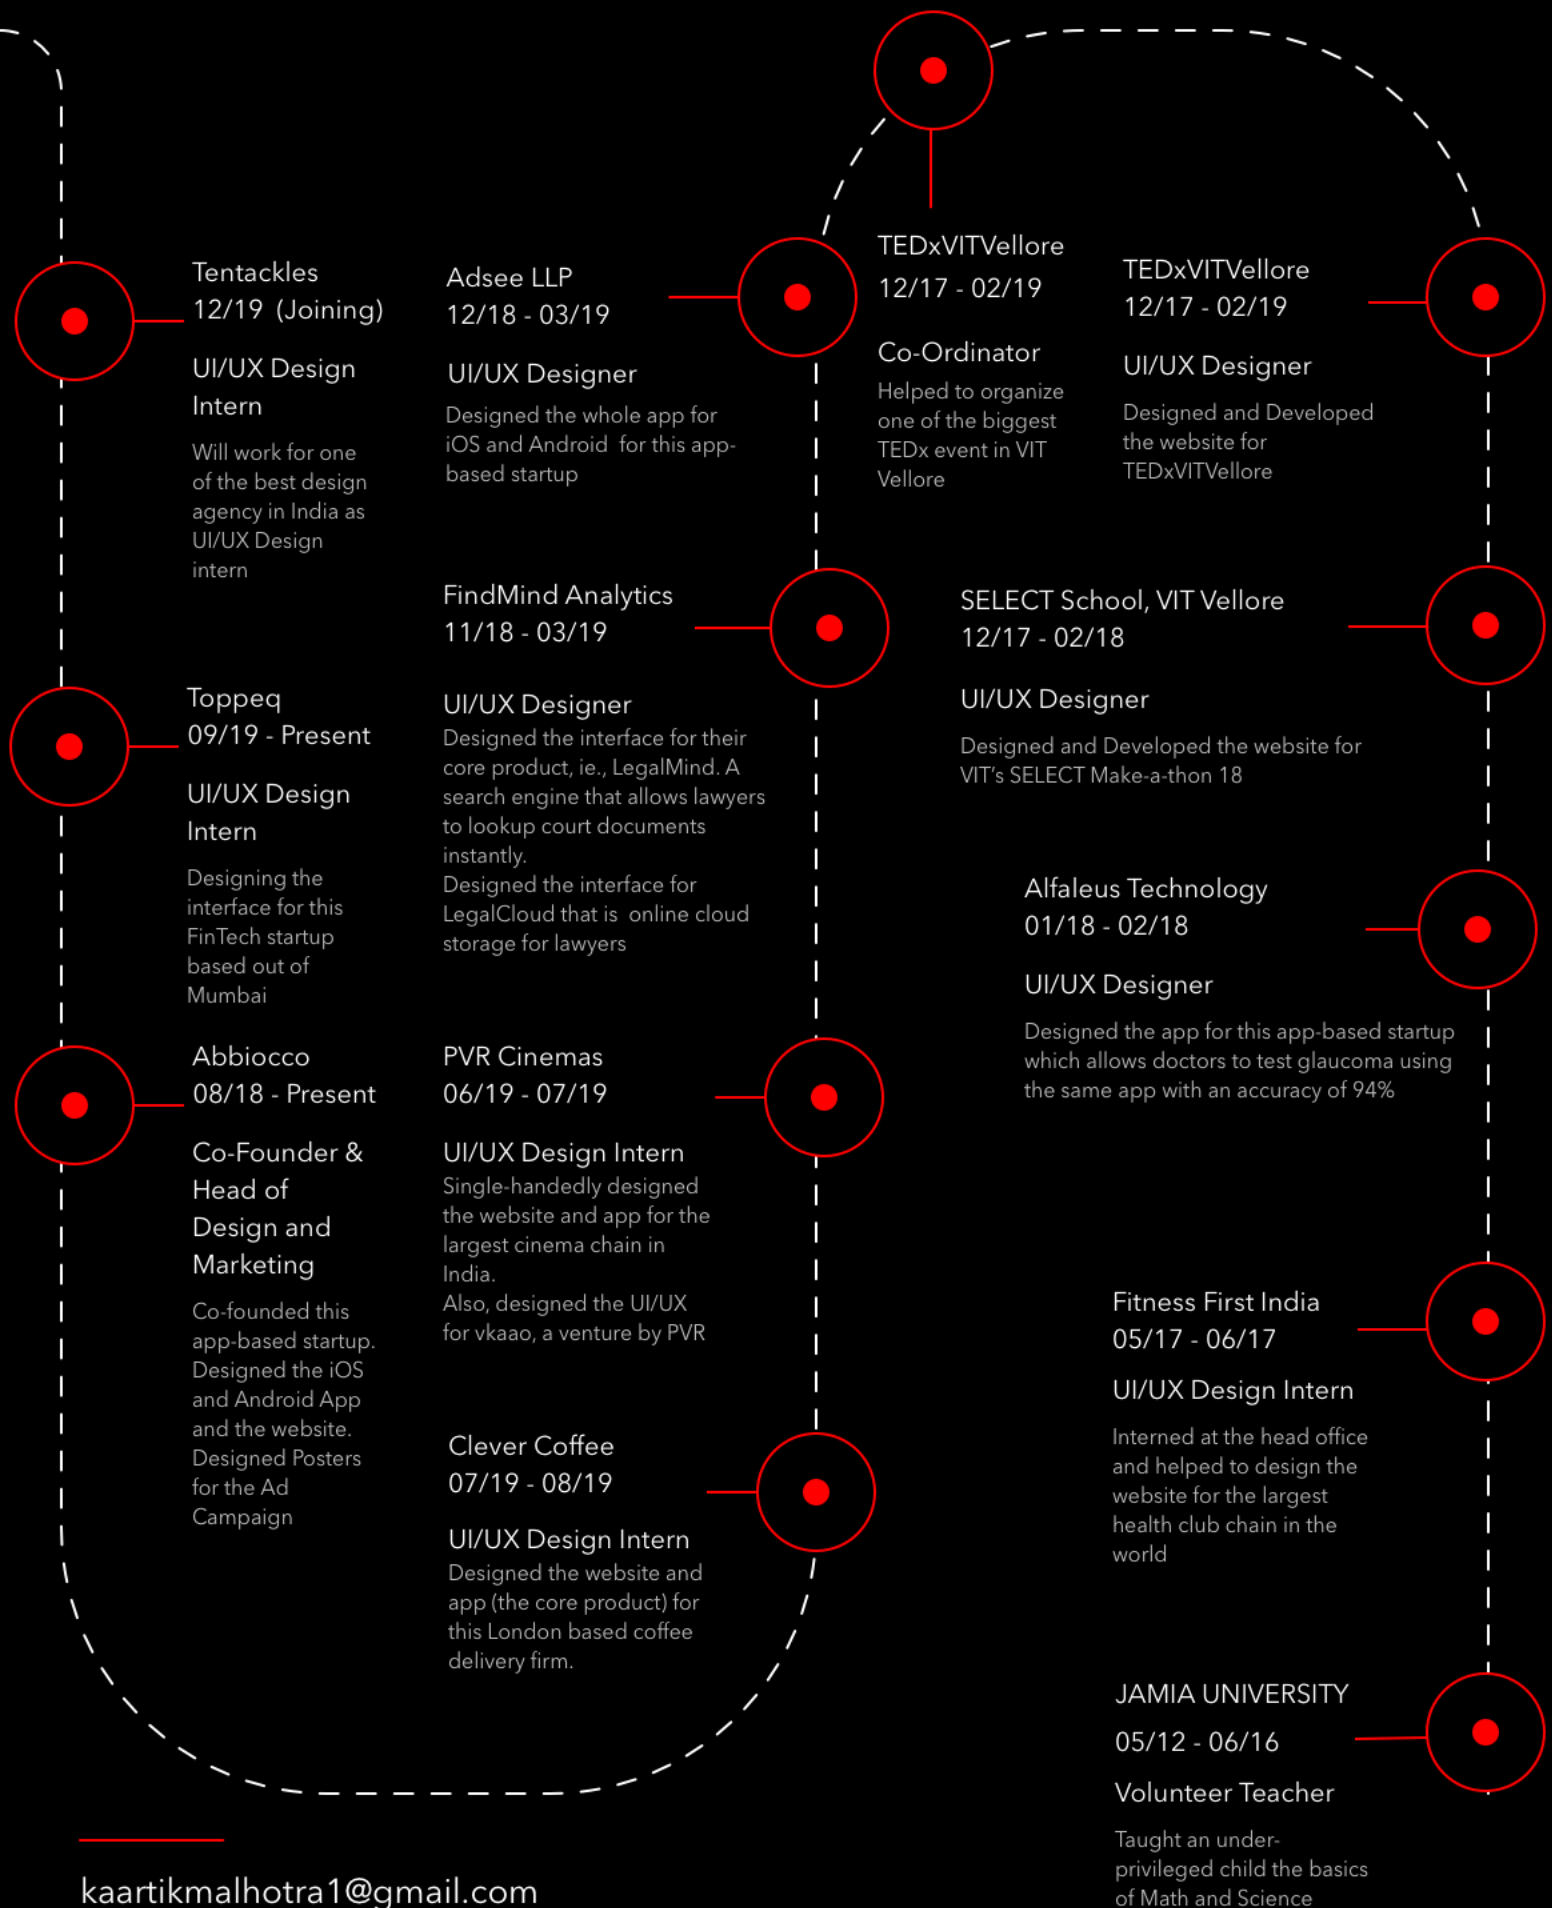 Tentackles
12/19  (Joining)
UI/UX Design
Intern
Will work for one
of the best design
agency in India as
UI/UX Design
intern
Toppeq
09/19 - Present
UI/UX Design
Intern
Designing the
interface for this
FinTech startup
based out of
Mumbai
Abbiocco
08/18 - Present
Co-Founder &
Head of
Design and
Marketing
Co-founded this
app-based startup.
Designed the iOS
and Android App
and the website.
Designed Posters
for the Ad
Campaign
Adsee LLP
12/18 - 03/19
UI/UX Designer
Designed the whole app for
iOS and Android  for this app-
based startup
FindMind Analytics
11/18 - 03/19
UI/UX Designer
Designed the interface for their
core product, ie., LegalMind. A
search engine that allows lawyers
to lookup court documents
instantly.
Designed the interface for
LegalCloud that is  online cloud
storage for lawyers
PVR Cinemas
06/19 - 07/19
UI/UX Design Intern
Single-handedly designed
the website and app for the
largest cinema chain in
India.
Also, designed the UI/UX
for vkaao, a venture by PVR
Clever Coffee
07/19 - 08/19
UI/UX Design Intern
Designed the website and
app (the core product) for
this London based coffee
delivery firm.
TEDxVITVellore
12/17 - 02/19
Co-Ordinator
Helped to organize
one of the biggest
TEDx event in VIT
Vellore
TEDxVITVellore
12/17 - 02/19
UI/UX Designer
Designed and Developed
the website for
TEDxVITVellore
SELECT School, VIT Vellore
12/17 - 02/18
UI/UX Designer
Designed and Developed the website for
VIT’s SELECT Make-a-thon 18
Alfaleus Technology
01/18 - 02/18
UI/UX Designer
Designed the app for this app-based startup
which allows doctors to test glaucoma using
the same app with an accuracy of 94%
Fitness First India
05/17 - 06/17
UI/UX Design Intern
Interned at the head office
and helped to design the
website for the largest
health club chain in the
world
JAMIA UNIVERSITY
05/12 - 06/16
Volunteer Teacher
Taught an under-
privileged child the basics
of Math and Science
kaartikmalhotra1@gmail.com